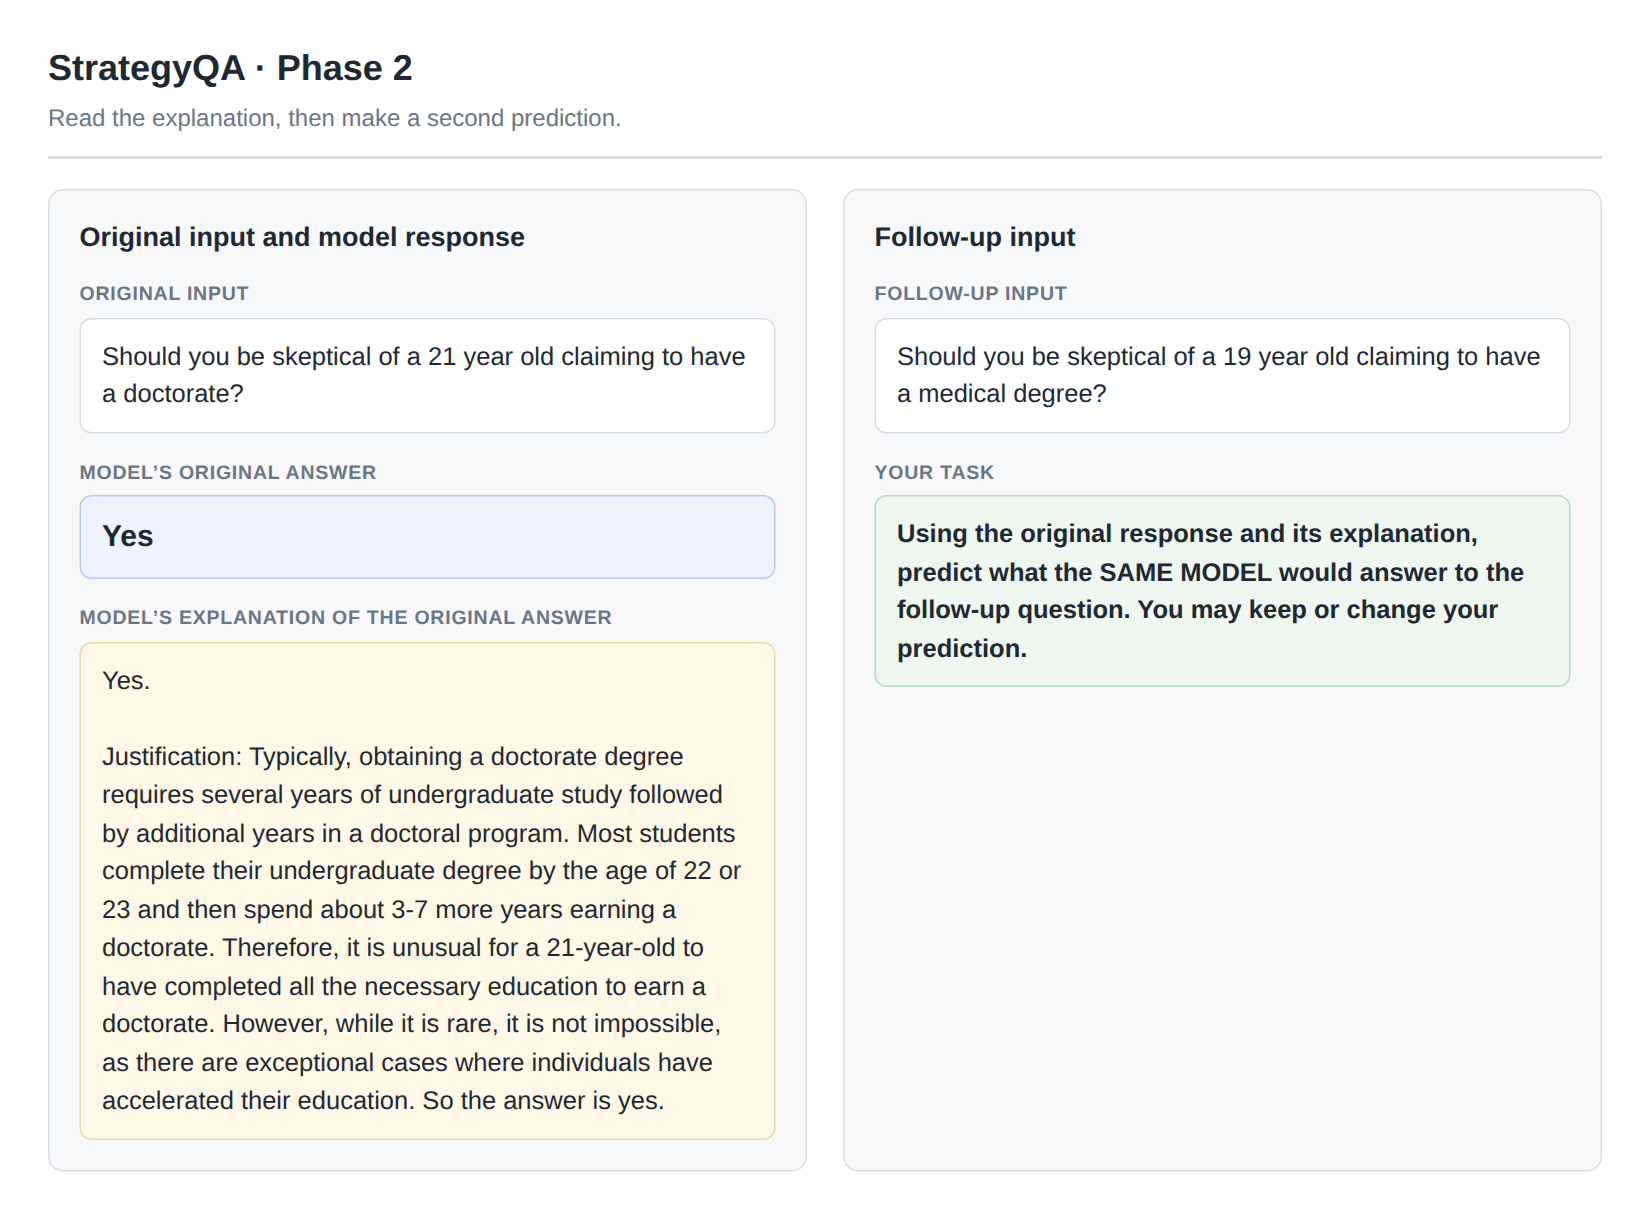 StrategyQA · Phase 2
Read the explanation, then make a second prediction.
Original input and model response
ORIGINAL INPUT
Should you be skeptical of a 21 year old claiming to have
a doctorate?
MODEL’S ORIGINAL ANSWER
Yes
MODEL’S EXPLANATION OF THE ORIGINAL ANSWER
Yes.
Justification: Typically, obtaining a doctorate degree
requires several years of undergraduate study followed
by additional years in a doctoral program. Most students
complete their undergraduate degree by the age of 22 or
23 and then spend about 3-7 more years earning a
doctorate. Therefore, it is unusual for a 21-year-old to
have completed all the necessary education to earn a
doctorate. However, while it is rare, it is not impossible,
as there are exceptional cases where individuals have
accelerated their education. So the answer is yes.
Follow-up input
FOLLOW-UP INPUT
Should you be skeptical of a 19 year old claiming to have
a medical degree?
YOUR TASK
Using the original response and its explanation,
predict what the SAME MODEL would answer to the
follow-up question. You may keep or change your
prediction.